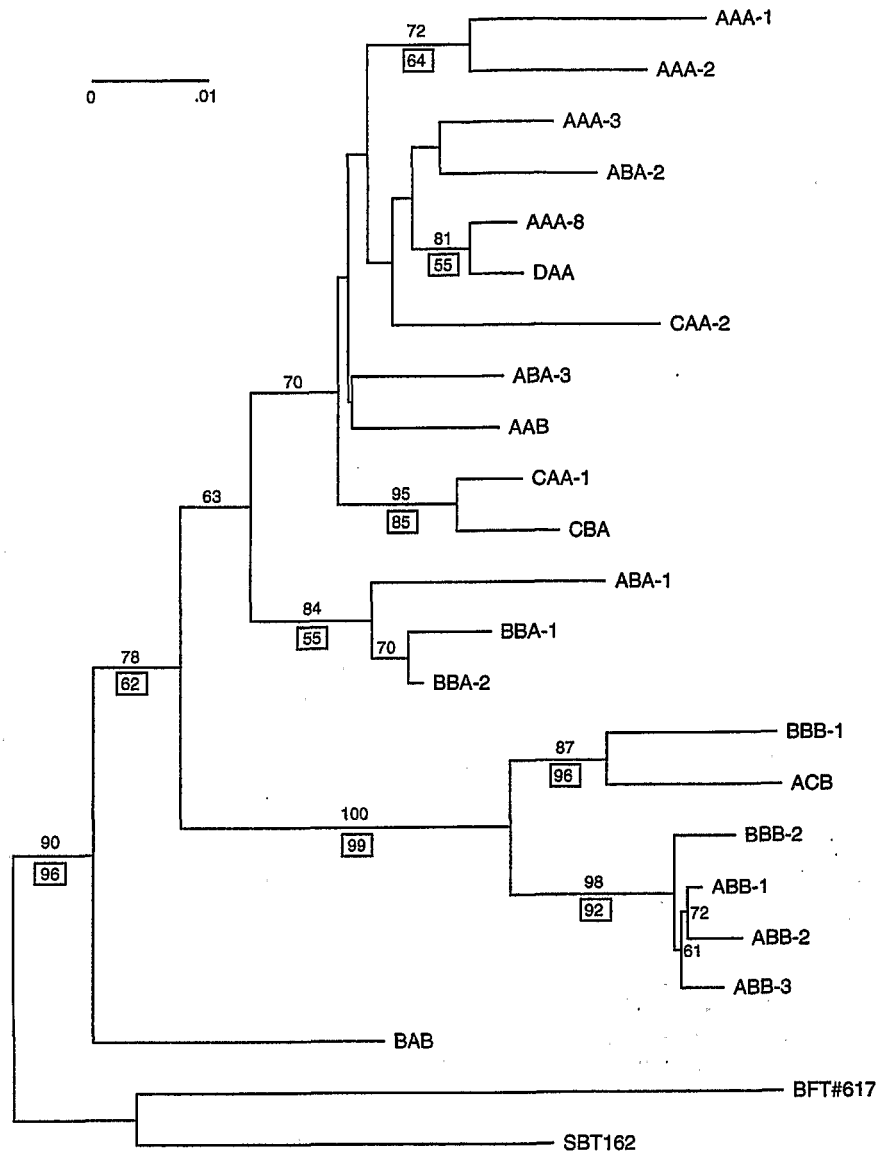 AAA-1
72
64
AAA-2
0 .01
AAA-3
ABA-2
AAA-8
81
55
DAA
CAA-2
ABA-3
70
AAB
CAA-1
95
85
CBA
63
ABA-1
84
55
BBA-1
70
BBA-2
78
62
BBB-1
87
96
ACB
100
99
BBB-2
98
92
ABB-1
72
ABB-2
61
ABB-3
90
96
BAB
BFT#617
SBT162